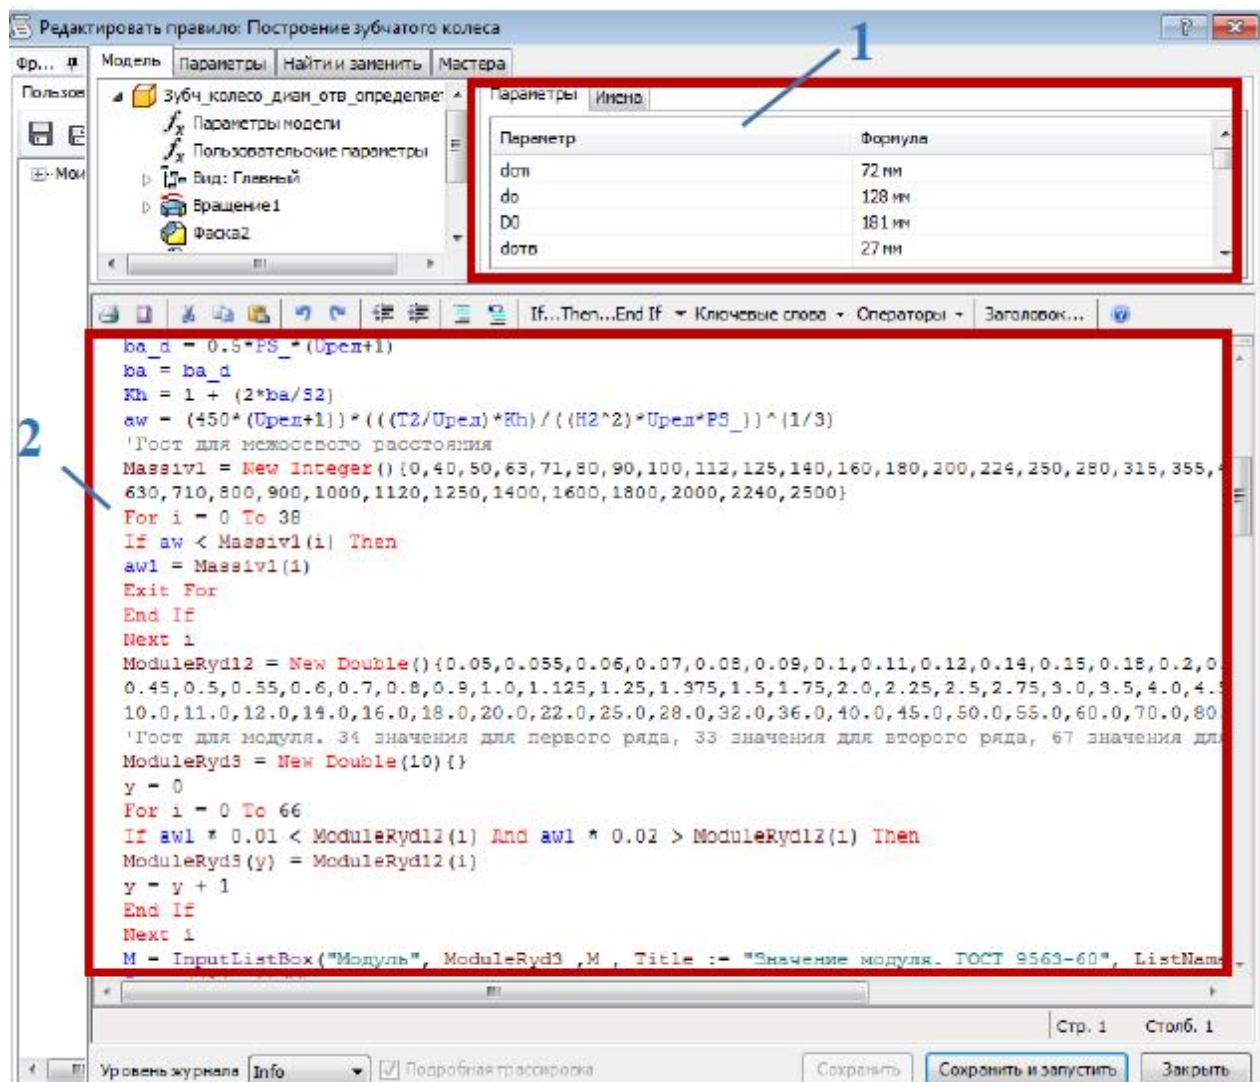 Редактировать правило: Построение зубчатого колеса
1
Фр...
Модель Параметры Найти и заменить Мастера
Пользов
Зубч_колесо_диам_отв_определяет
Параметры Имена
Параметры модели
Параметр Формула
Пользовательские параметры
Мои
Вид: Главный
dcт 72 мм
do 128 мм
Вращение1
D0 181 мм
Фаска2
dотв 27 мм
If...Then...End If Ключевые слова Операторы Заголовок...
ba_d = 0.5*PS_*(Uрел+1)
ba = ba_d
Kh = 1 + (2*ba/S2)
aw = (450*(Uрел+1))*(((T2/Uрел)*Kh)/((H2^2)*Uрел*PS_))^(1/3)
2
'Гост для межосевого расстояния
Massiv1 = New Integer(){0,40,50,63,71,80,90,100,112,125,140,160,180,200,224,250,280,315,355,4
630,710,800,900,1000,1120,1250,1400,1600,1800,2000,2240,2500}
For i = 0 To 38
If aw < Massiv1(i) Then
aw1 = Massiv1(i)
Exit For
End If
Next i
ModuleRyd12 = New Double(){0.05,0.055,0.06,0.07,0.08,0.09,0.1,0.11,0.12,0.14,0.15,0.18,0.2,0.
0.45,0.5,0.55,0.6,0.7,0.8,0.9,1.0,1.125,1.25,1.375,1.5,1.75,2.0,2.25,2.5,2.75,3.0,3.5,4.0,4.5
10.0,11.0,12.0,14.0,16.0,18.0,20.0,22.0,25.0,28.0,32.0,36.0,40.0,45.0,50.0,55.0,60.0,70.0,80.
'Гост для модуля. 34 значения для первого ряда, 33 значения для второго ряда, 67 значения для
ModuleRyd3 = New Double(10){}
y = 0
For i = 0 To 66
If aw1 * 0.01 < ModuleRyd12(i) And aw1 * 0.02 > ModuleRyd12(i) Then
ModuleRyd3(y) = ModuleRyd12(i)
y = y + 1
End If
Next i
M = InputListBox("Модуль", ModuleRyd3 ,M , Title := "Значение модуля. ГОСТ 9563-60", ListName
Стр. 1 Столб. 1
Уровень журнала Info Подробная трассировка Сохранить Сохранить и запустить Закрыть